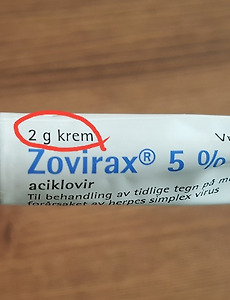 2 g krem
Zovirax® 5 %
aciklovir
Til behandling av tidlige tegn på
forårsaket av herpes simplex virus